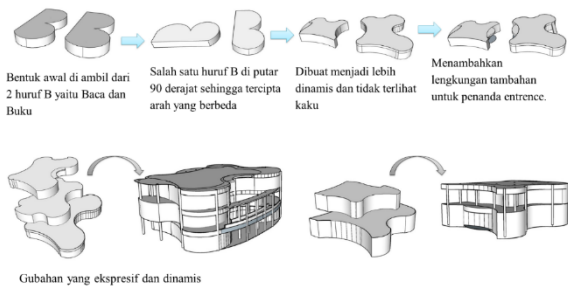 Bentuk awal di ambil dari
2 huruf B yaitu Baca dan
Buku
Salah satu huruf B di putar
90 derajat sehingga tercipta
arah yang berbeda
Dibuat menjadi lebih
dinamis dan tidak terlihat
kaku
Menambahkan
lengkungan tambahan
untuk penanda entrence.
Gubahan yang ekspresif dan dinamis